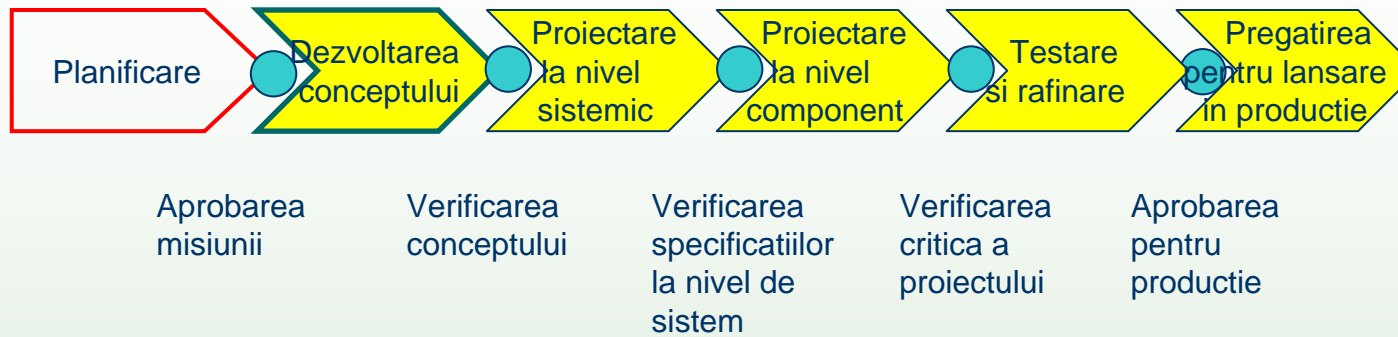 Planificare
Dezvoltarea
conceptului
Proiectare
la nivel
sistemic
Proiectare
la nivel
component
Testare
si rafinare
Pregatirea
pentru lansare
in productie
Aprobarea
misiunii
Verificarea
conceptului
Verificarea
specificatiilor
la nivel de
sistem
Verificarea
critica a
proiectului
Aprobarea
pentru
productie